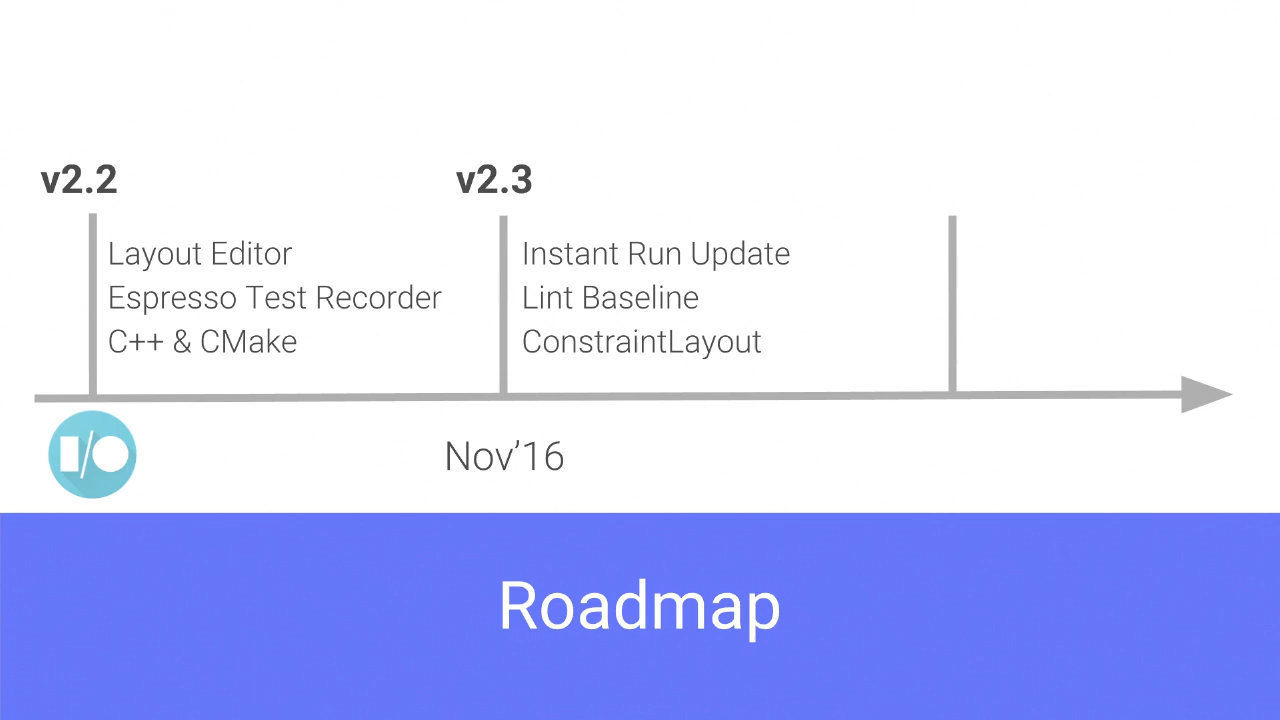 v2.2
Layout Editor
Espresso Test Recorder
C++ & CMake
v2.3
Instant Run Update
Lint Baseline
ConstraintLayout
I/O
Nov’16
Roadmap